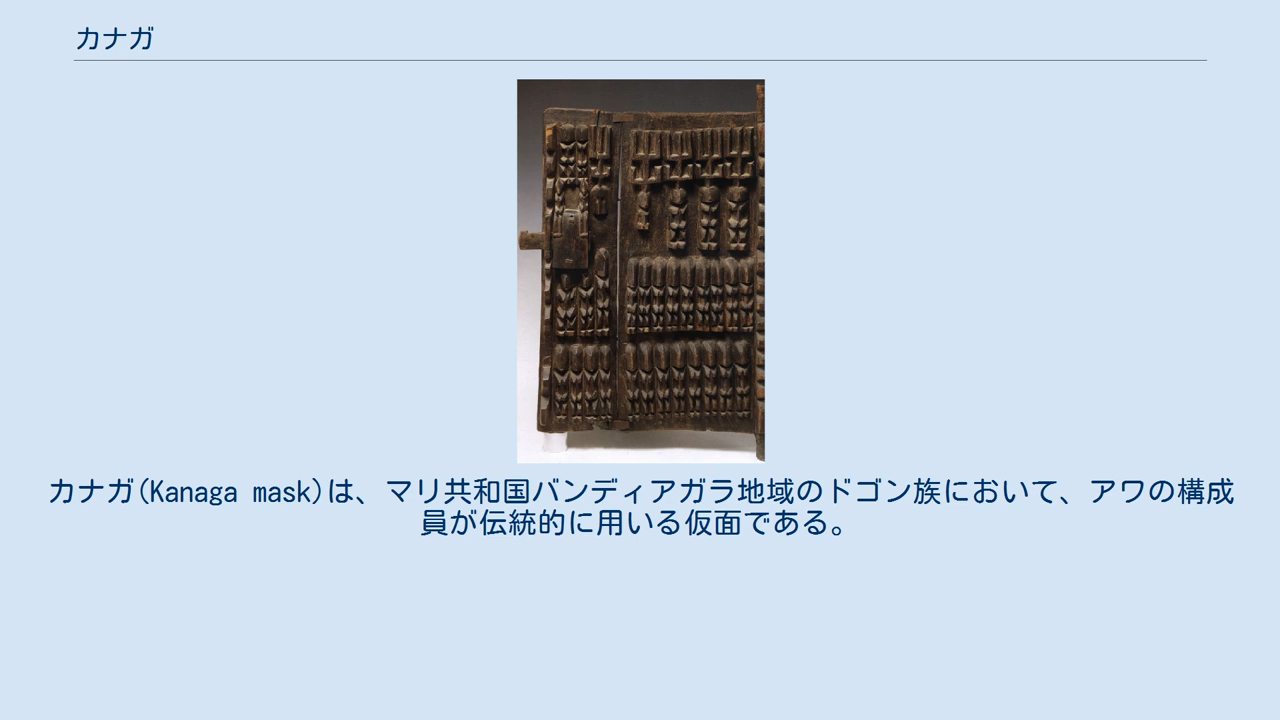 カナガ
カナガ(Kanaga mask)は、マリ共和国バンディアガラ地域のドゴン族において、アワの構成
員が伝統的に用いる仮面である。